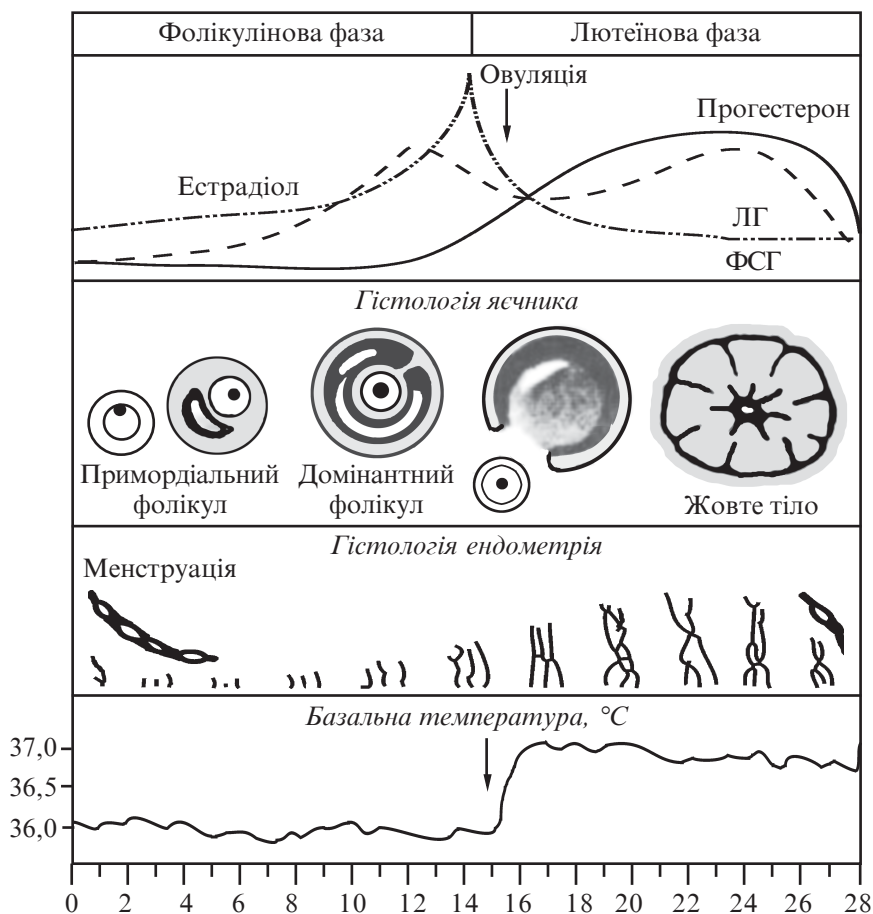 Фолікулінова фаза
Лютеїнова фаза
Овуляція
Прогестерон
Естрадіол
ЛГ
ФСГ
Гістологія яєчника
Примордіальний
фолікул
Домінантний
фолікул
Жовте тіло
Гістологія ендометрія
Менструація
Базальна температура, °С
37,0
36,5
36,0
0 2 4 6 8 10 12 14 16 18 20 22 24 26 28